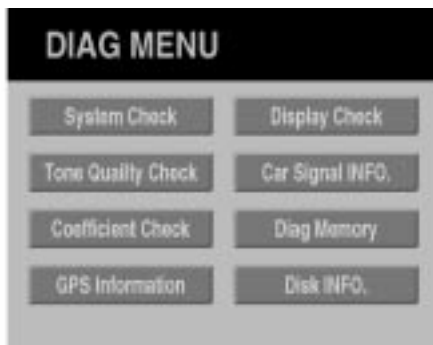 DIAG MENU
System Check
Display Check
Tone Quality Check
Car Signal INFO.
Coefficient Check
Diag Memory
GPS Information
Disk INFO.